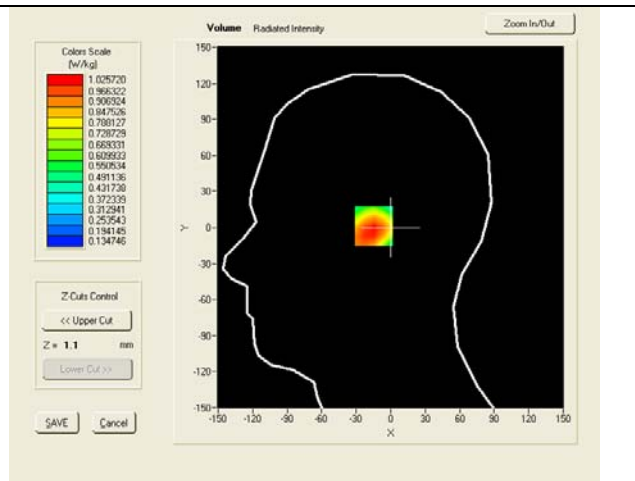 Volume Radiated Intensity
Zoom In/Out
Colors Scale
(W/kg)
1.025720
0.966322
0.906924
0.847526
0.788127
0.728729
0.669331
0.609933
0.550534
0.491136
0.431738
0.372339
0.312941
0.253543
0.194145
0.134746
Z-Cuts Control
<< Upper Cut
Z = 1.1 mm
Lower Cut >>
SAVE Cancel
150
120
90
60
30
0
-30
-60
-90
-120
-150
Y
-150 -120 -90 -60 -30 0 30 60 90 120 150
X